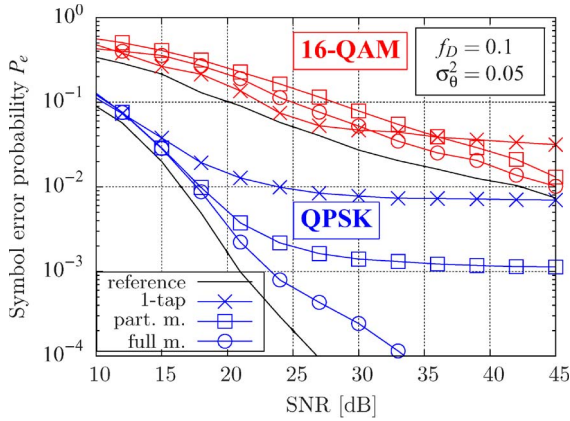 Symbol error probability P_e
10^0
10^-1
10^-2
10^-3
10^-4
16-QAM
f_D = 0.1
σ_θ^2 = 0.05
QPSK
reference
1-tap
part. m.
full m.
10 15 20 25 30 35 40 45
SNR [dB]